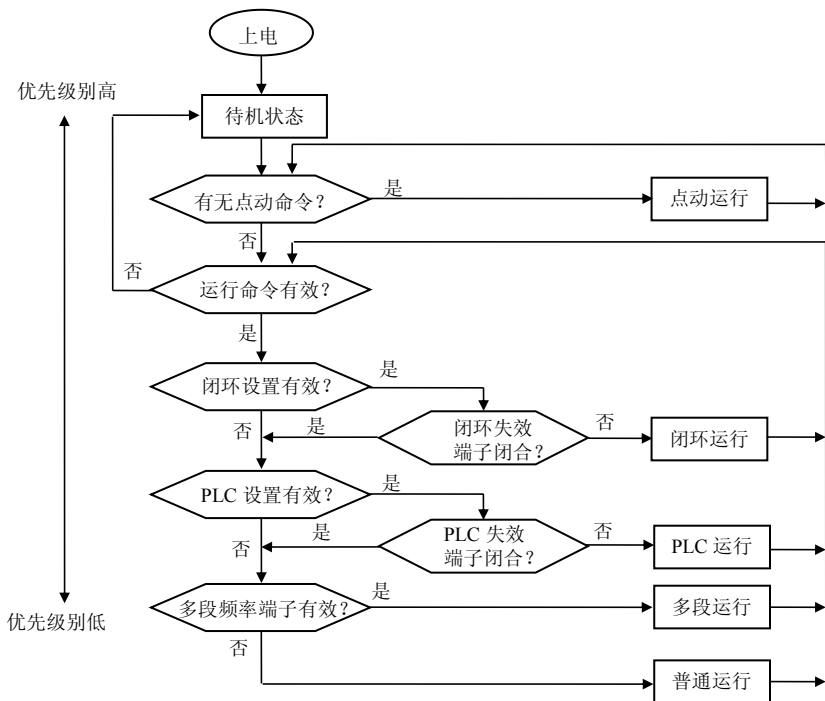 上电
优先级别高
待机状态
有无点动命令？
是
点动运行
否
否
运行命令有效？
是
闭环设置有效？
是
否
是
闭环失效
端子闭合？
否
闭环运行
PLC 设置有效？
是
否
是
PLC 失效
端子闭合？
否
PLC 运行
多段频率端子有效？
是
多段运行
优先级别低
否
普通运行